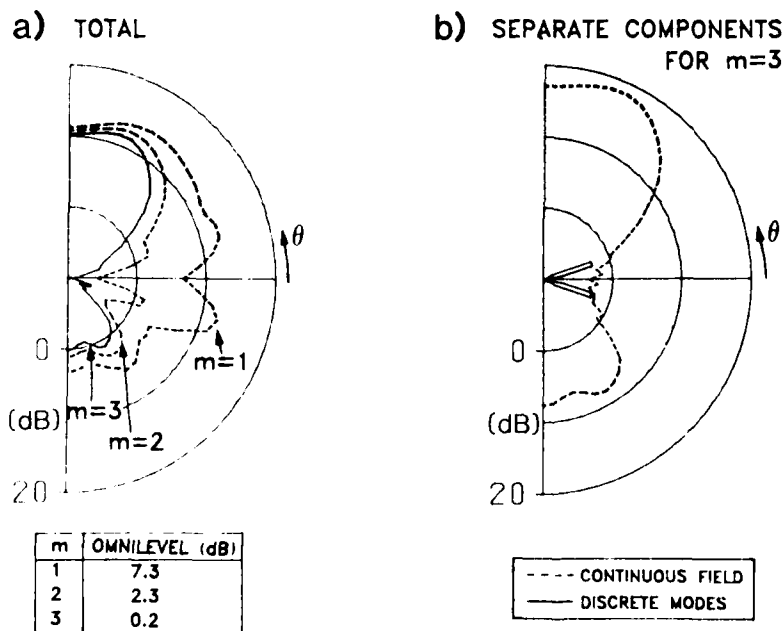 a) TOTAL
b) SEPARATE COMPONENTS
FOR m=3
θ
θ
m=1
0
0
m=3
(dB)
(dB)
m=2
20
20
m OMNILEVEL (dB)
1 7.3
2 2.3
3 0.2
CONTINUOUS FIELD
DISCRETE MODES